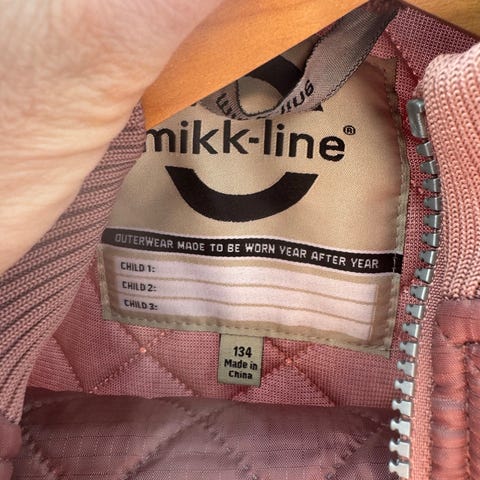 mikk-line®
OUTERWEAR MADE TO BE WORN YEAR AFTER YEAR
CHILD 1:
CHILD 2:
CHILD 3:
134
Made in
China